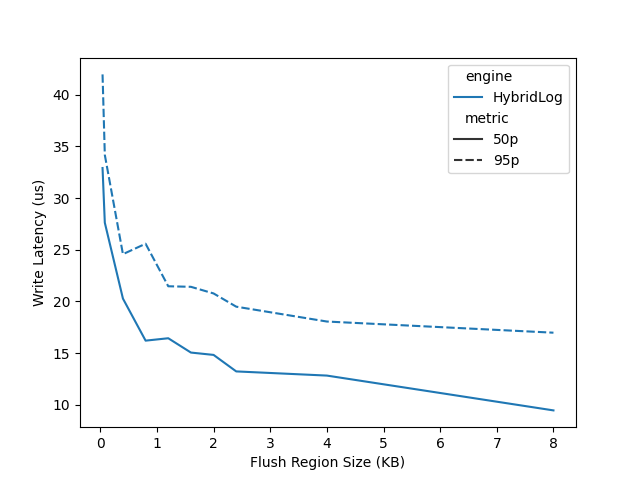 engine
HybridLog
metric
50p
95p
40
35
30
25
20
15
10
Write Latency (us)
0 1 2 3 4 5 6 7 8
Flush Region Size (KB)